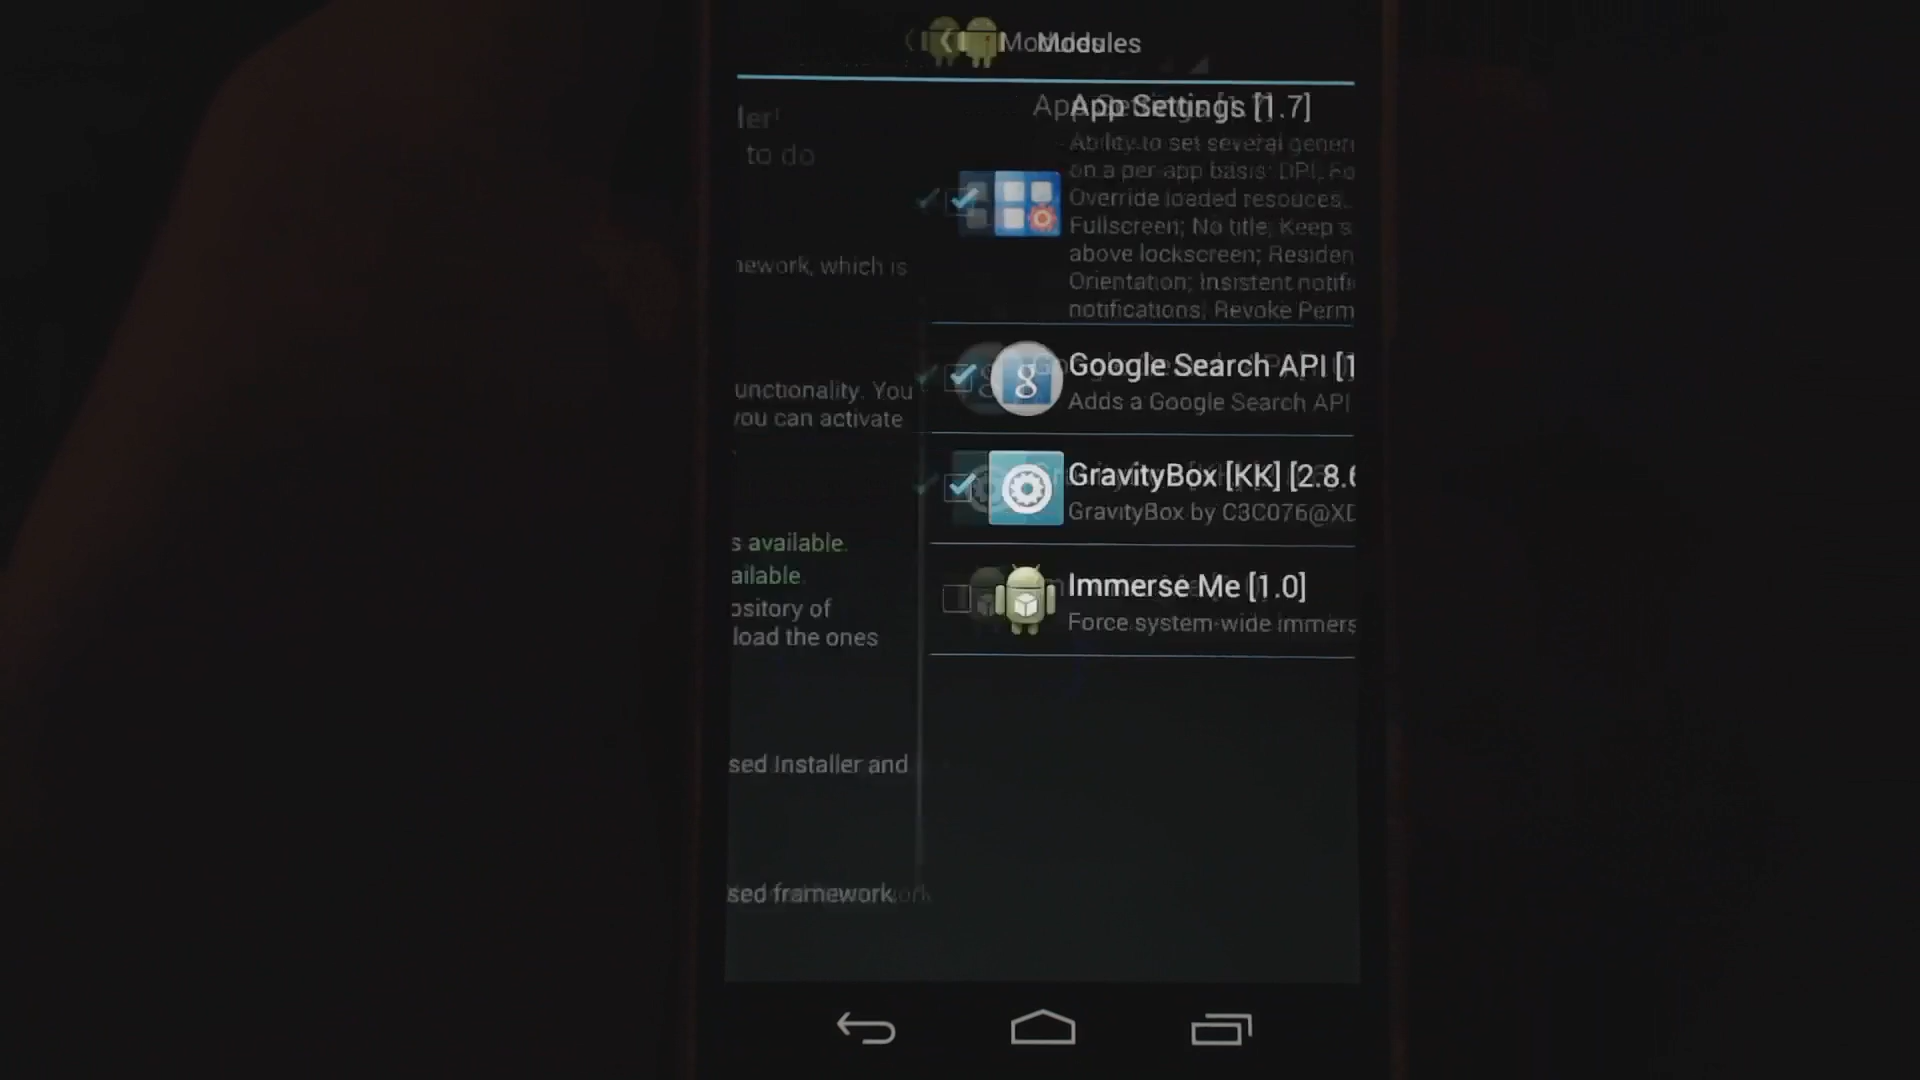 Modules
App Settings [1.7]
Ability to set several gener
on a per app basis: DPI, Fo
Override loaded resouces..
Fullscreen; No title; Keep s
above lockscreen; Residen
Orientation; Insistent notifi
notifications; Revoke Perm
Google Search API [1
Adds a Google Search API
GravityBox [KK] [2.8.6
GravityBox by C3C076@XD
Immerse Me [1.0]
Force system-wide immers
ler!
to do
nework, which is
unctionality. You
you can activate
s available.
ailable.
ository of
load the ones
sed Installer and
sed framework